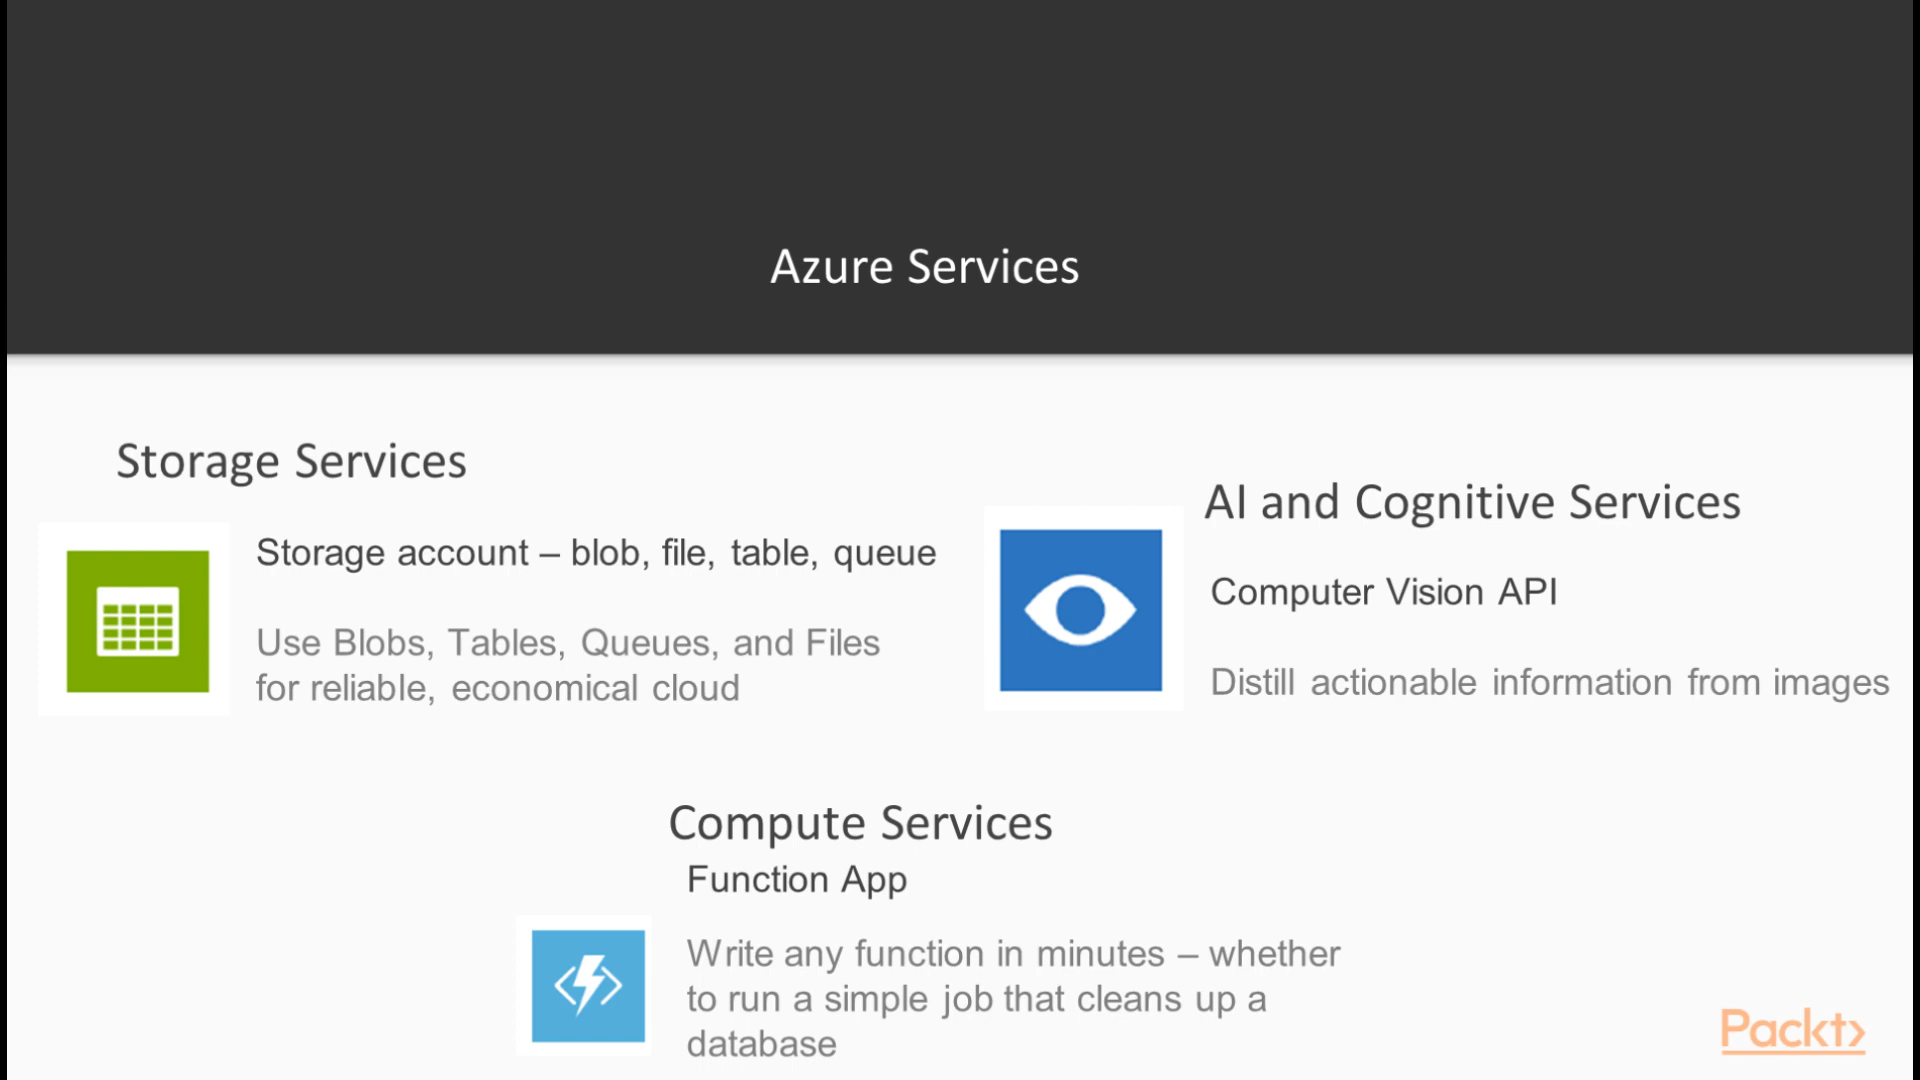 Azure Services
Storage Services
Storage account – blob, file, table, queue
Use Blobs, Tables, Queues, and Files
for reliable, economical cloud
AI and Cognitive Services
Computer Vision API
Distill actionable information from images
Compute Services
Function App
Write any function in minutes – whether
to run a simple job that cleans up a
database
Packt>